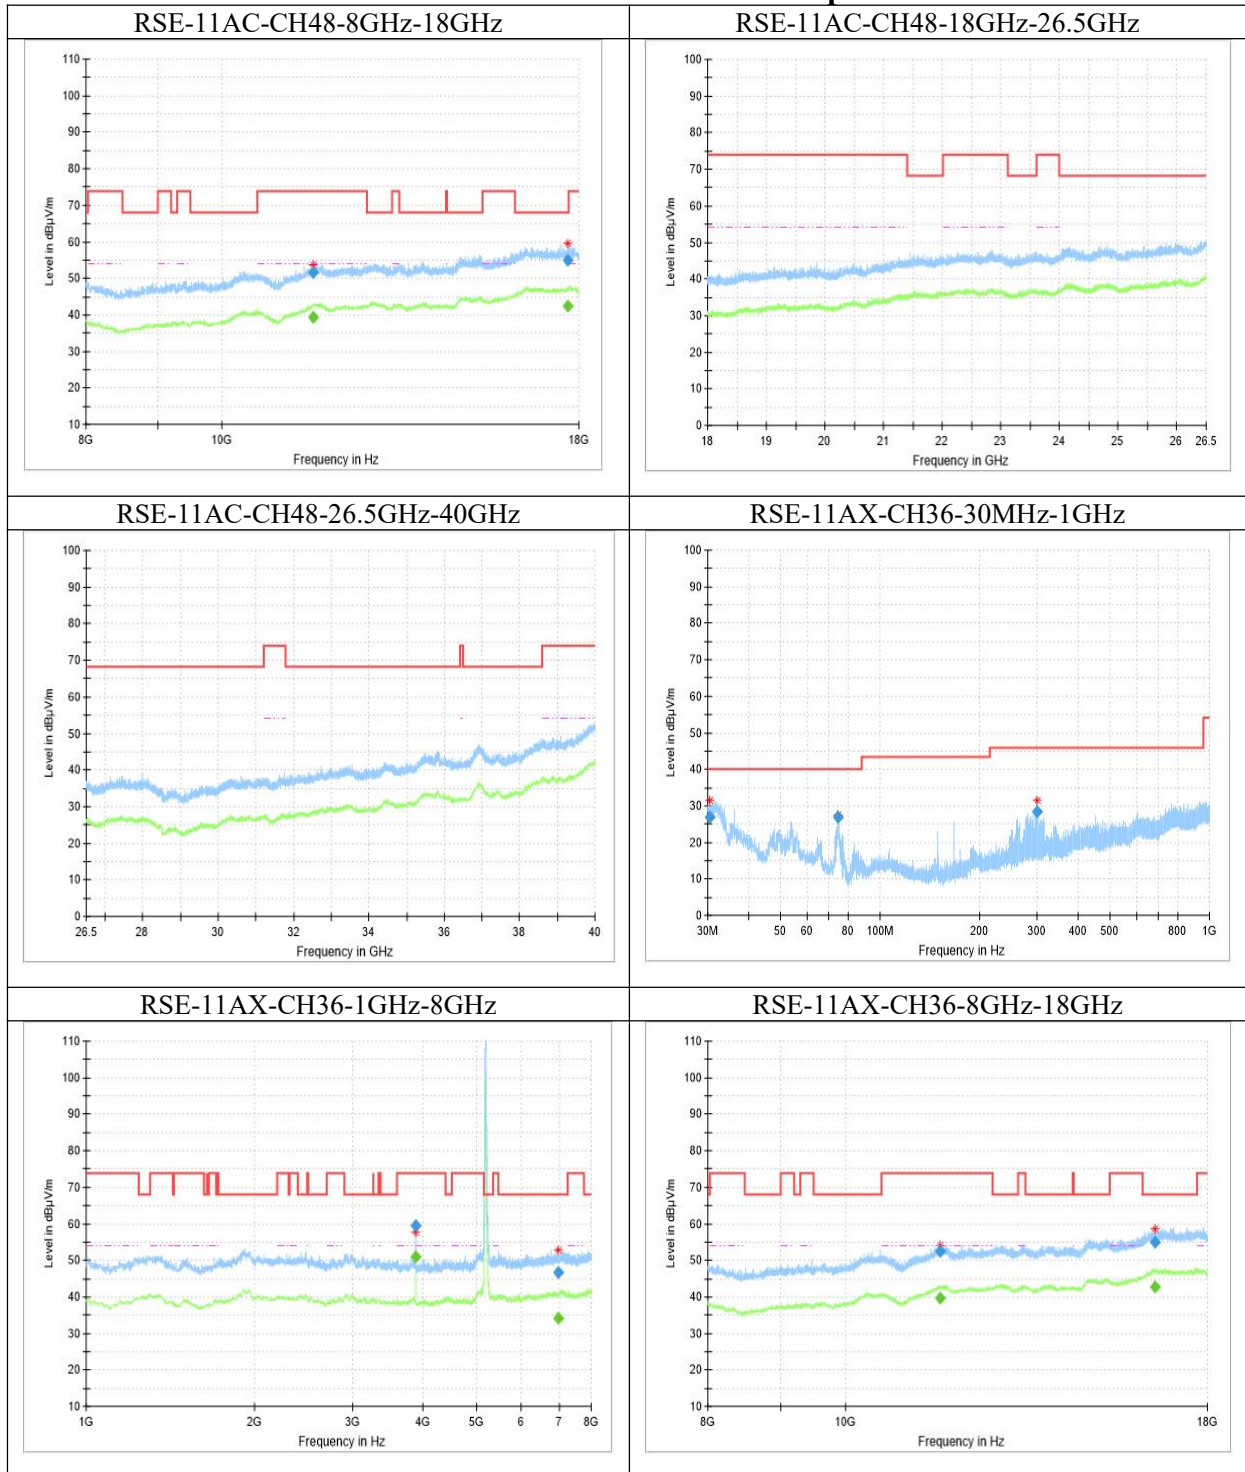 RSE-11AC-CH48-8GHz-18GHz
RSE-11AC-CH48-18GHz-26.5GHz
Level in dBµV/m
110
100
90
80
70
60
50
40
30
20
10
8G 10G 18G
Frequency in Hz
Level in dBµV/m
100
90
80
70
60
50
40
30
20
10
0
18 19 20 21 22 23 24 25 26 26.5
Frequency in GHz
RSE-11AC-CH48-26.5GHz-40GHz
RSE-11AX-CH36-30MHz-1GHz
Level in dBµV/m
100
90
80
70
60
50
40
30
20
10
0
26.5 28 30 32 34 36 38 40
Frequency in GHz
Level in dBµV/m
100
90
80
70
60
50
40
30
20
10
0
30M 50 60 80 100M 200 300 400 500 800 1G
Frequency in Hz
RSE-11AX-CH36-1GHz-8GHz
RSE-11AX-CH36-8GHz-18GHz
Level in dBµV/m
110
100
90
80
70
60
50
40
30
20
10
1G 2G 3G 4G 5G 6 7 8G
Frequency in Hz
Level in dBµV/m
110
100
90
80
70
60
50
40
30
20
10
8G 10G 18G
Frequency in Hz